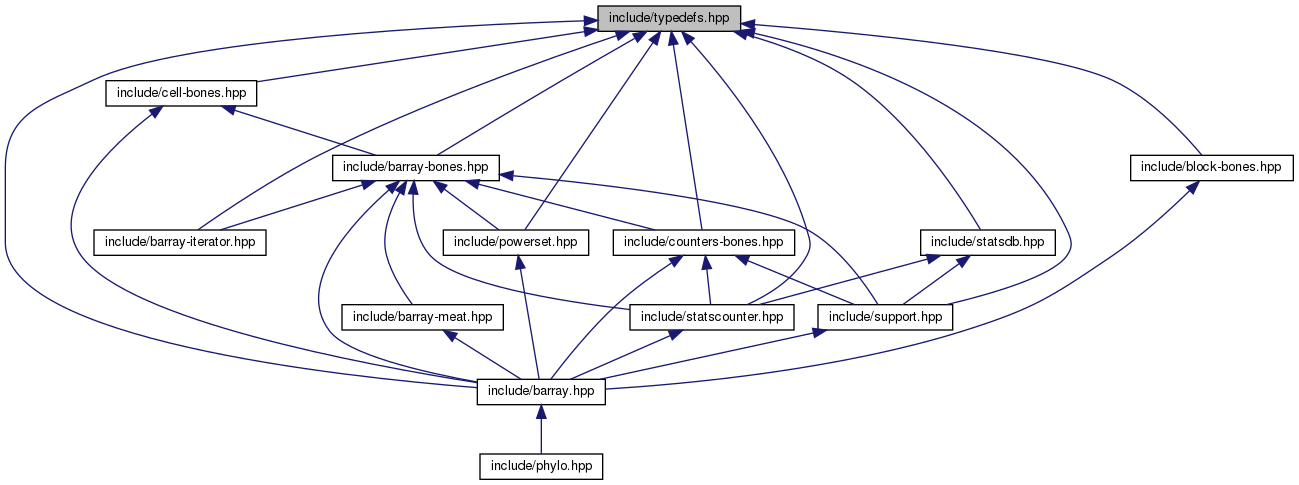 include/typedefs.hpp
include/cell-bones.hpp
include/barray-bones.hpp
include/block-bones.hpp
include/barray-iterator.hpp
include/powerset.hpp
include/counters-bones.hpp
include/statsdb.hpp
include/barray-meat.hpp
include/statscounter.hpp
include/support.hpp
include/barray.hpp
include/phylo.hpp